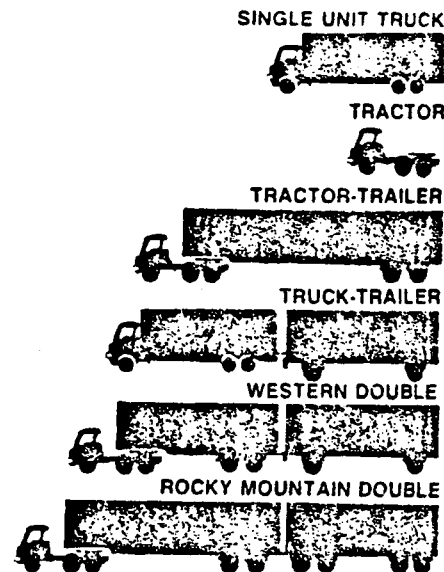 SINGLE UNIT TRUCK
TRACTOR
TRACTOR-TRAILER
TRUCK-TRAILER
WESTERN DOUBLE
ROCKY MOUNTAIN DOUBLE